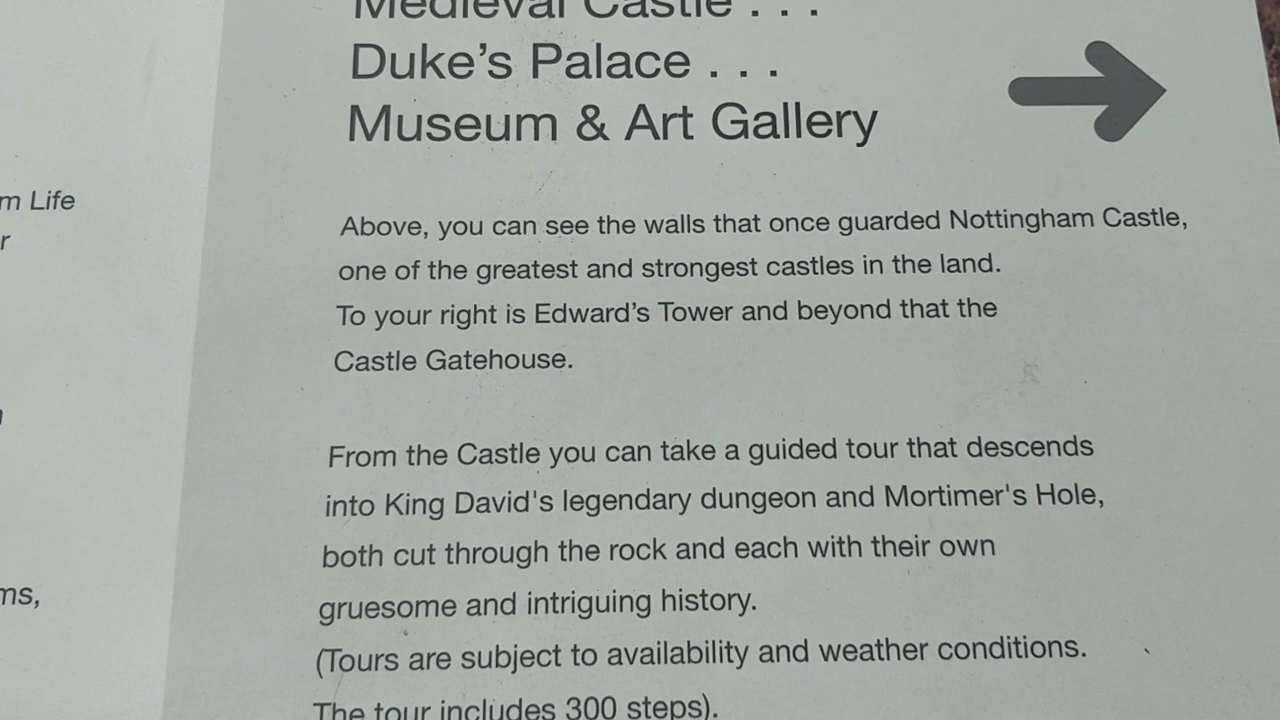 Medieval Castle . . .
Duke's Palace . . .
Museum & Art Gallery
m Life
r
Above, you can see the walls that once guarded Nottingham Castle,
one of the greatest and strongest castles in the land.
To your right is Edward's Tower and beyond that the
Castle Gatehouse.
From the Castle you can take a guided tour that descends
into King David's legendary dungeon and Mortimer's Hole,
both cut through the rock and each with their own
gruesome and intriguing history.
ms,
(Tours are subject to availability and weather conditions.
The tour includes 300 steps).